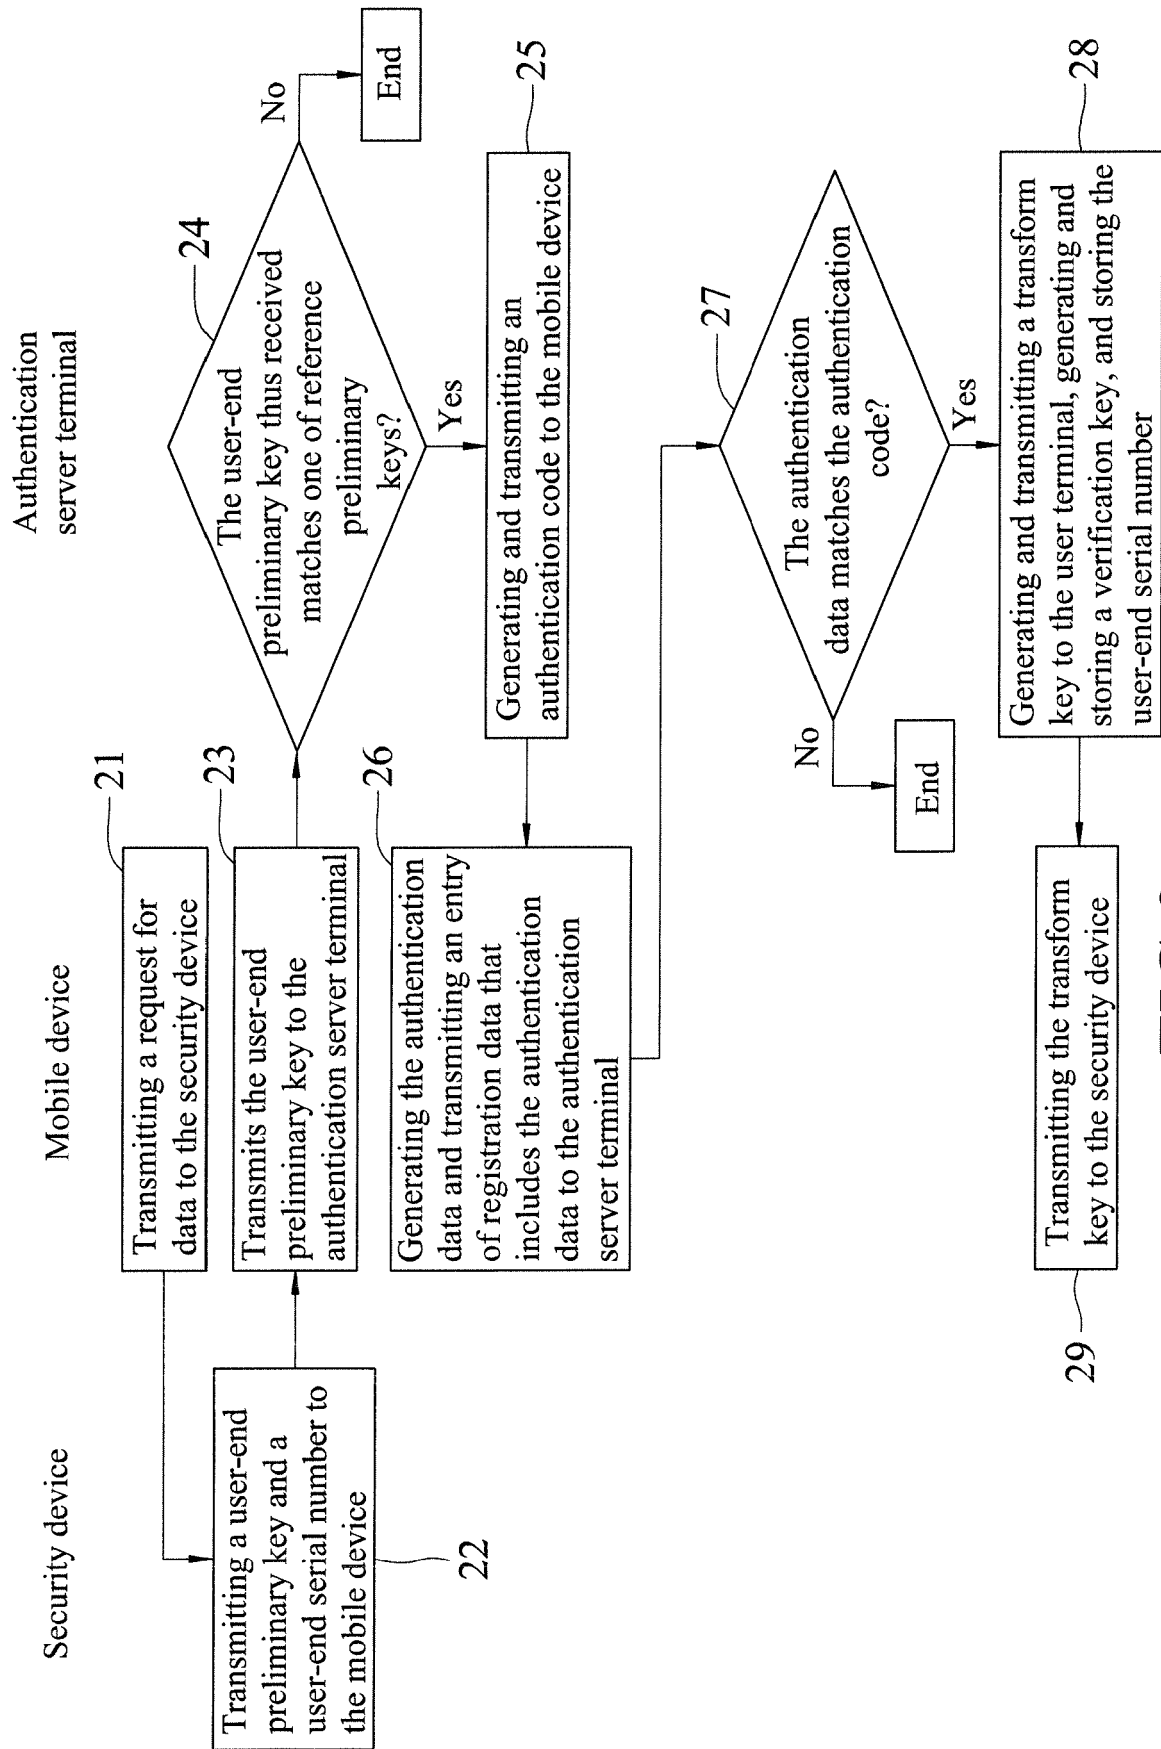 Security device
Mobile device
Authentication
server terminal
21
Transmitting a request for
data to the security device
Transmitting a user-end
preliminary key and a
user-end serial number to
the mobile device
22
23
Transmits the user-end
preliminary key to the
authentication server terminal
24
The user-end
preliminary key thus received
matches one of reference
preliminary
keys?
No
End
Yes
25
Generating and transmitting an
authentication code to the mobile device
26
Generating the authentication
data and transmitting an entry
of registration data that
includes the authentication
data to the authentication
server terminal
27
The authentication
data matches the authentication
code?
No
End
Yes
28
Generating and transmitting a transform
key to the user terminal, generating and
storing a verification key, and storing the
user-end serial number
Transmitting the transform
key to the security device
29